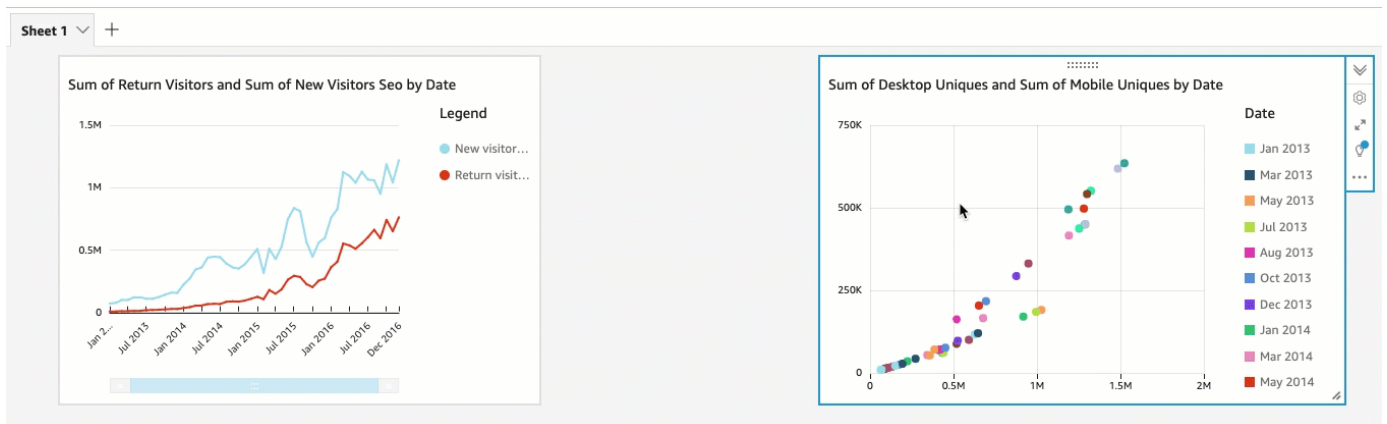 Sheet 1
Sum of Return Visitors and Sum of New Visitors Seo by Date
Legend
New visitor...
Return visit...
1.5M
1M
0.5M
0
Jan 2...
Jul 2013
Jan 2014
Jul 2014
Jan 2015
Jul 2015
Jan 2016
Jul 2016
Dec 2016
Sum of Desktop Uniques and Sum of Mobile Uniques by Date
750K
500K
250K
0
0
0.5M
1M
1.5M
2M
Date
Jan 2013
Mar 2013
May 2013
Jul 2013
Aug 2013
Oct 2013
Dec 2013
Jan 2014
Mar 2014
May 2014